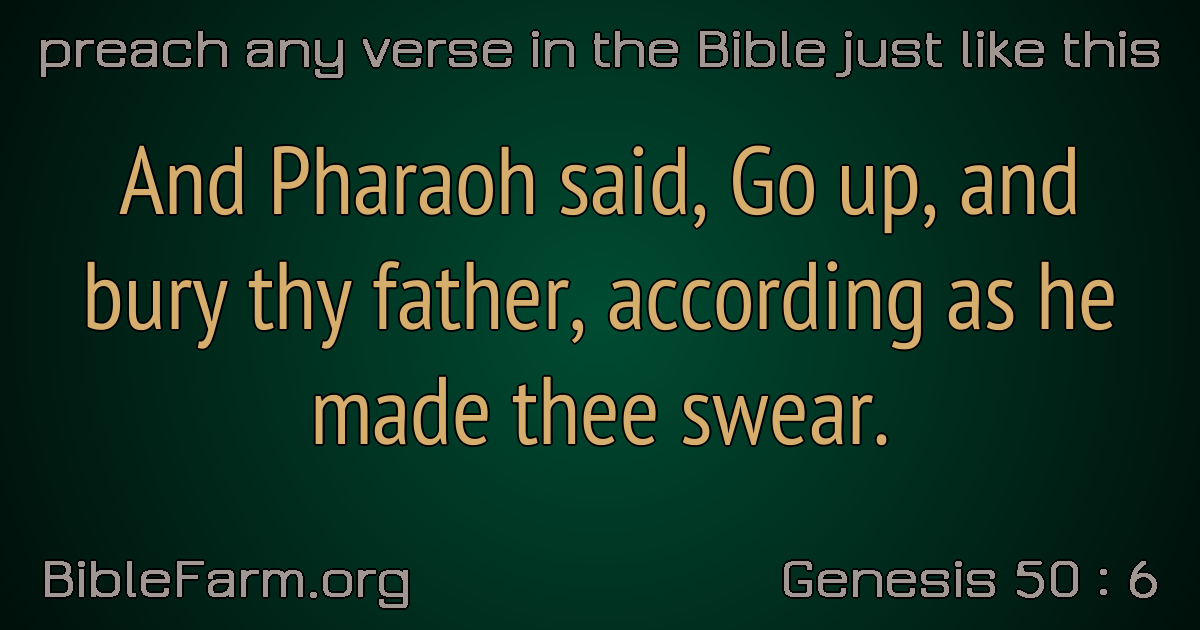 preach any verse in the Bible just like this
And Pharaoh said, Go up, and
bury thy father, according as he
made thee swear.
BibleFarm.org
Genesis 50 : 6